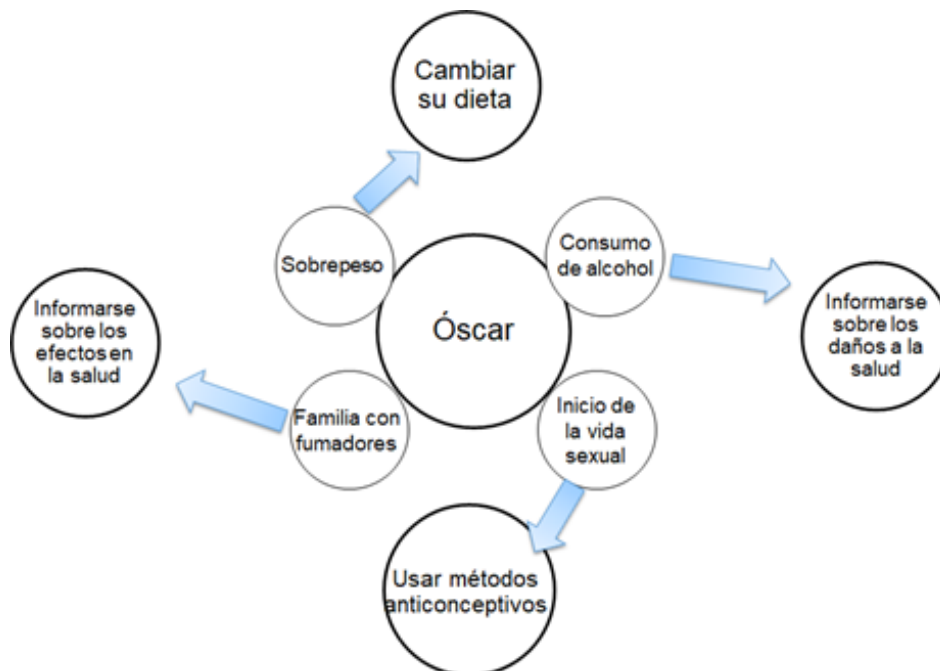 Cambiar
su dieta
Sobrepeso
Consumo
de alcohol
Óscar
Informarse
sobre los
efectos en
la salud
Informarse
sobre los
daños a la
salud
Familia con
fumadores
Inicio de
la vida
sexual
Usar métodos
anticonceptivos